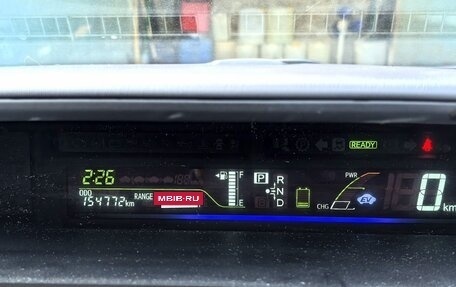 READY
2:26
F
P
R
PWR
ODO
N
0
154772km
RANGE
MBIB.RU
E
D
CHG
EV
km